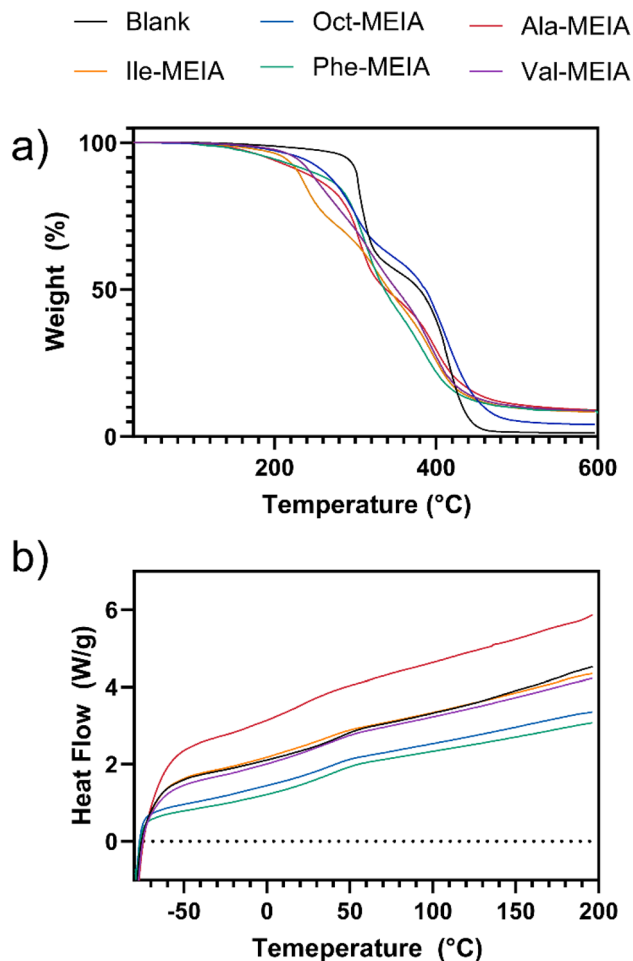 Blank Oct-MEIA Ala-MEIA
Ile-MEIA Phe-MEIA Val-MEIA
a)
100
50
0
Weight (%)
200 400 600
Temperature (°C)
b)
6
4
2
0
Heat Flow (W/g)
-50 0 50 100 150 200
Temeperature (°C)